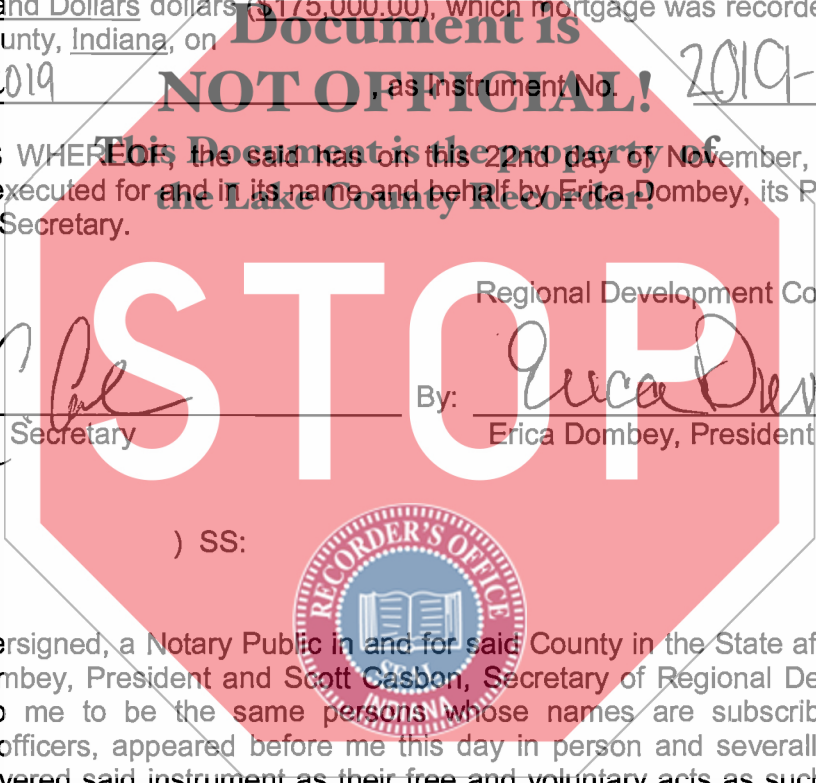 and Dollars dollars ($175,000.00), which mortgage was recorde
unty, Indiana, on
Document is
019
NOT OFFICIAL!
, as Instrument No. 2019-
This Document is the property of
s WHEREOF, the said has on this 22nd day of November,
executed for and in its name and behalf by Erica Dombey, its P
the Lake County Recorder!
Secretary.
STOP
Regional Development Co
By: Erica Dom
Secretary
Erica Dombey, President
) SS:
RECORDER'S OFFICE
SEAL
INDIANA
ersigned, a Notary Public in and for said County in the State af
mbey, President and Scott Casbon, Secretary of Regional De
o me to be the same persons whose names are subscrib
officers, appeared before me this day in person and severall
vered said instrument as their free and voluntary acts as such